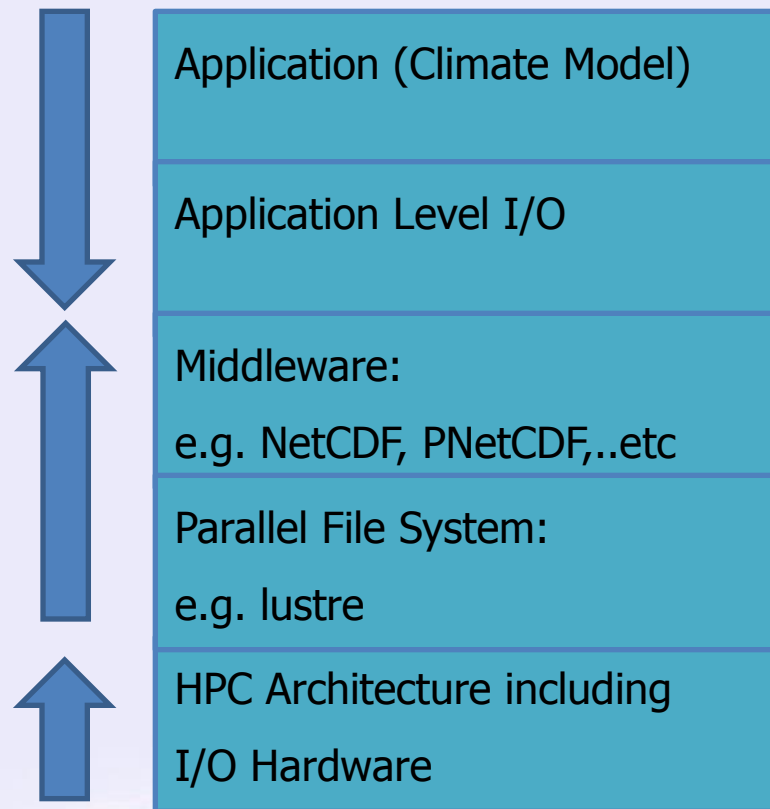 Application (Climate Model)
Application Level I/O
Middleware:
e.g. NetCDF, PNetCDF,..etc
Parallel File System:
e.g. lustre
HPC Architecture including
I/O Hardware